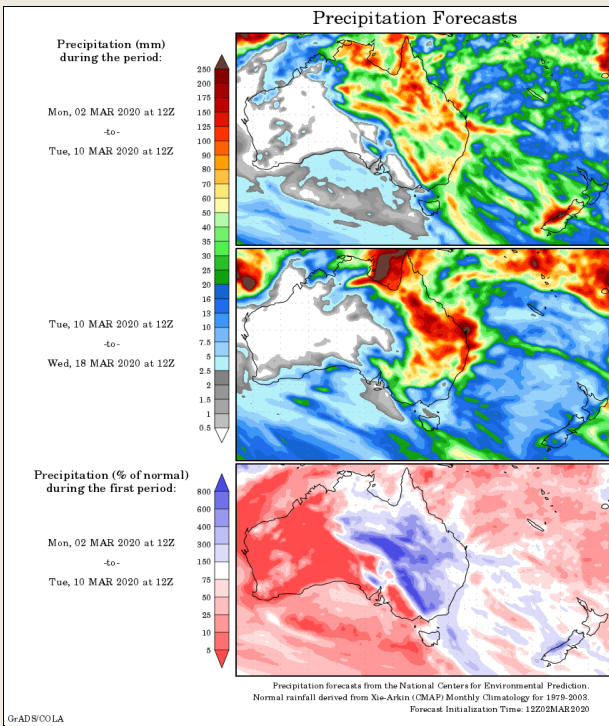 Precipitation Forecasts
Precipitation (mm)
during the period:
Mon, 02 MAR 2020 at 12Z
-to-
Tue, 10 MAR 2020 at 12Z
250
200
175
150
125
100
90
80
70
60
50
40
35
30
25
20
16
13
10
7.5
5
2.5
2
1.5
1
0.5
Tue, 10 MAR 2020 at 12Z
-to-
Wed, 18 MAR 2020 at 12Z
Precipitation (% of normal)
during the first period:
Mon, 02 MAR 2020 at 12Z
-to-
Tue, 10 MAR 2020 at 12Z
800
600
400
300
150
75
50
25
10
5
Precipitation forecasts from the National Centers for Environmental Prediction.
Normal rainfall derived from Xie-Arkin (CMAP) Monthly Climatology for 1979-2003.
Forecast Initialization Time: 12Z02MAR2020
GrADS/COLA